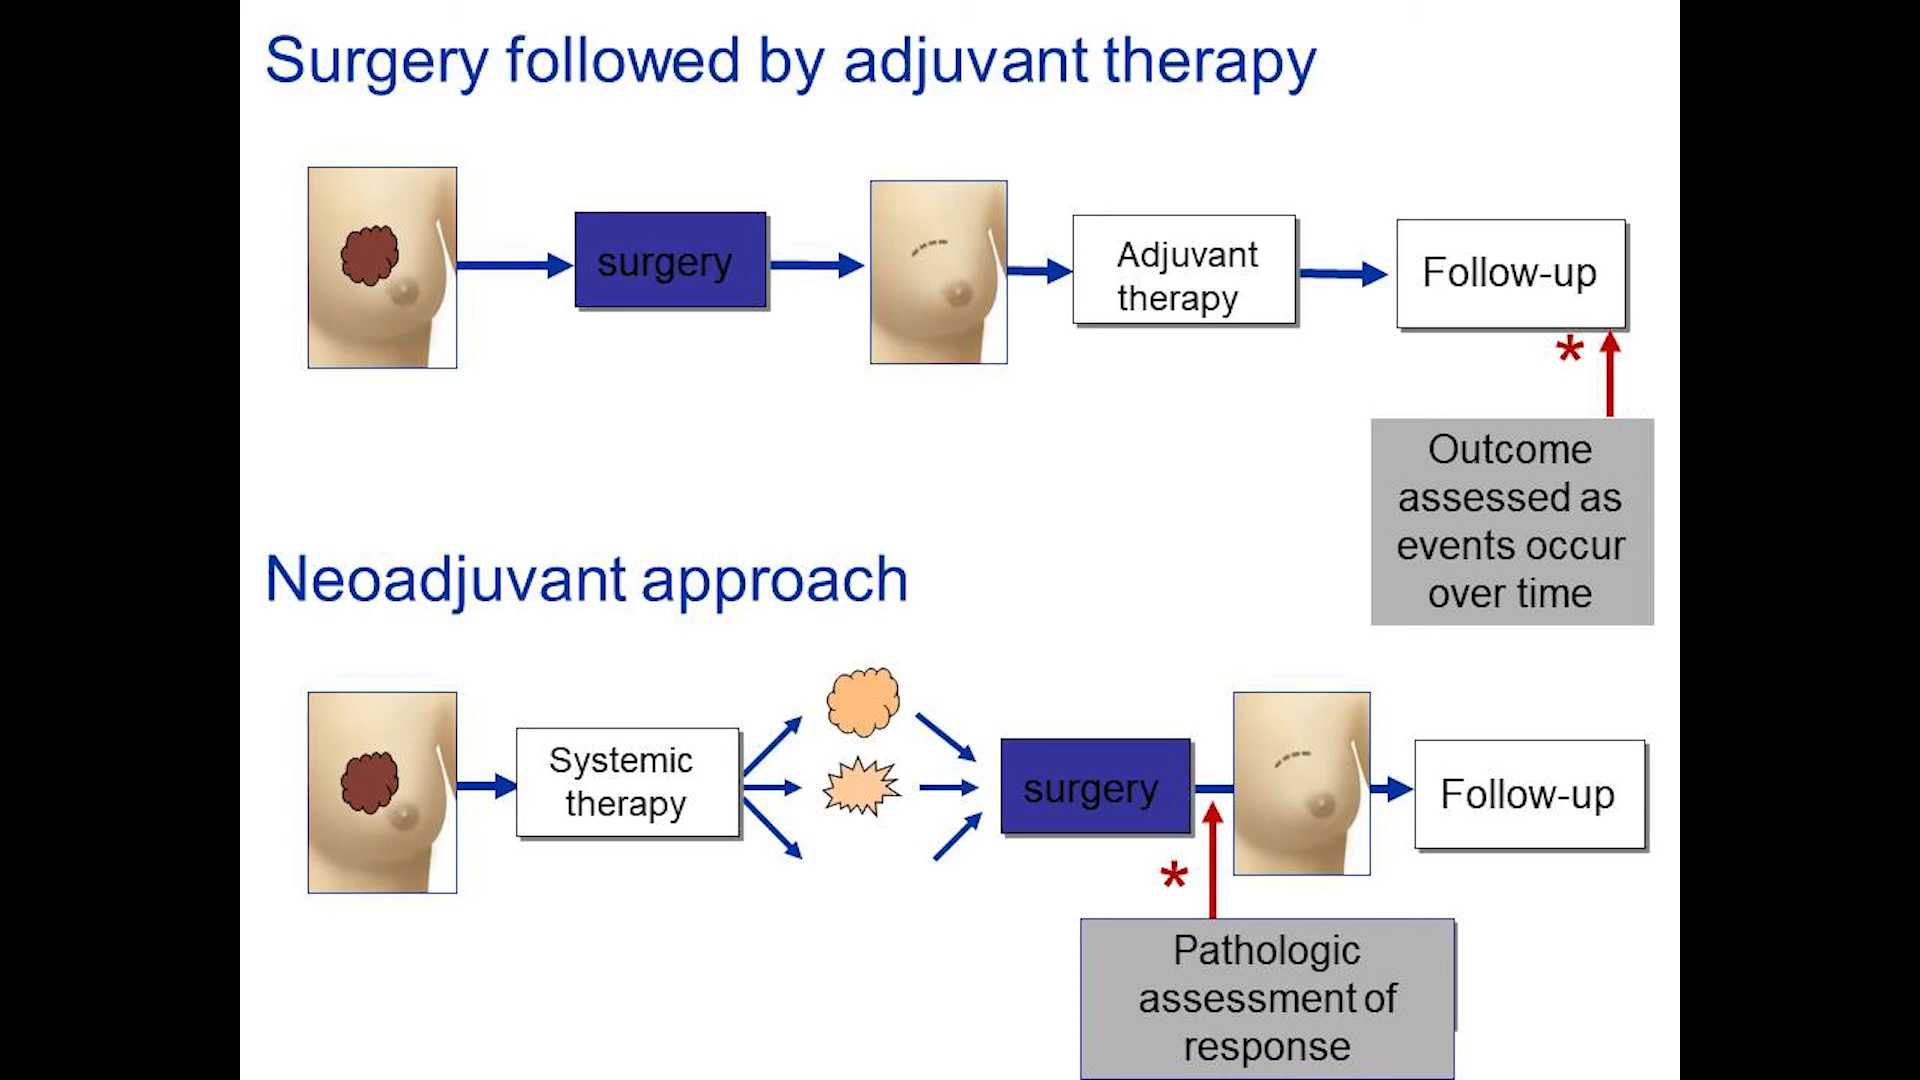 Surgery followed by adjuvant therapy
surgery
Adjuvant
therapy
Follow-up
*
Outcome
assessed as
events occur
over time
Neoadjuvant approach
Systemic
therapy
surgery
Follow-up
*
Pathologic
assessment of
response